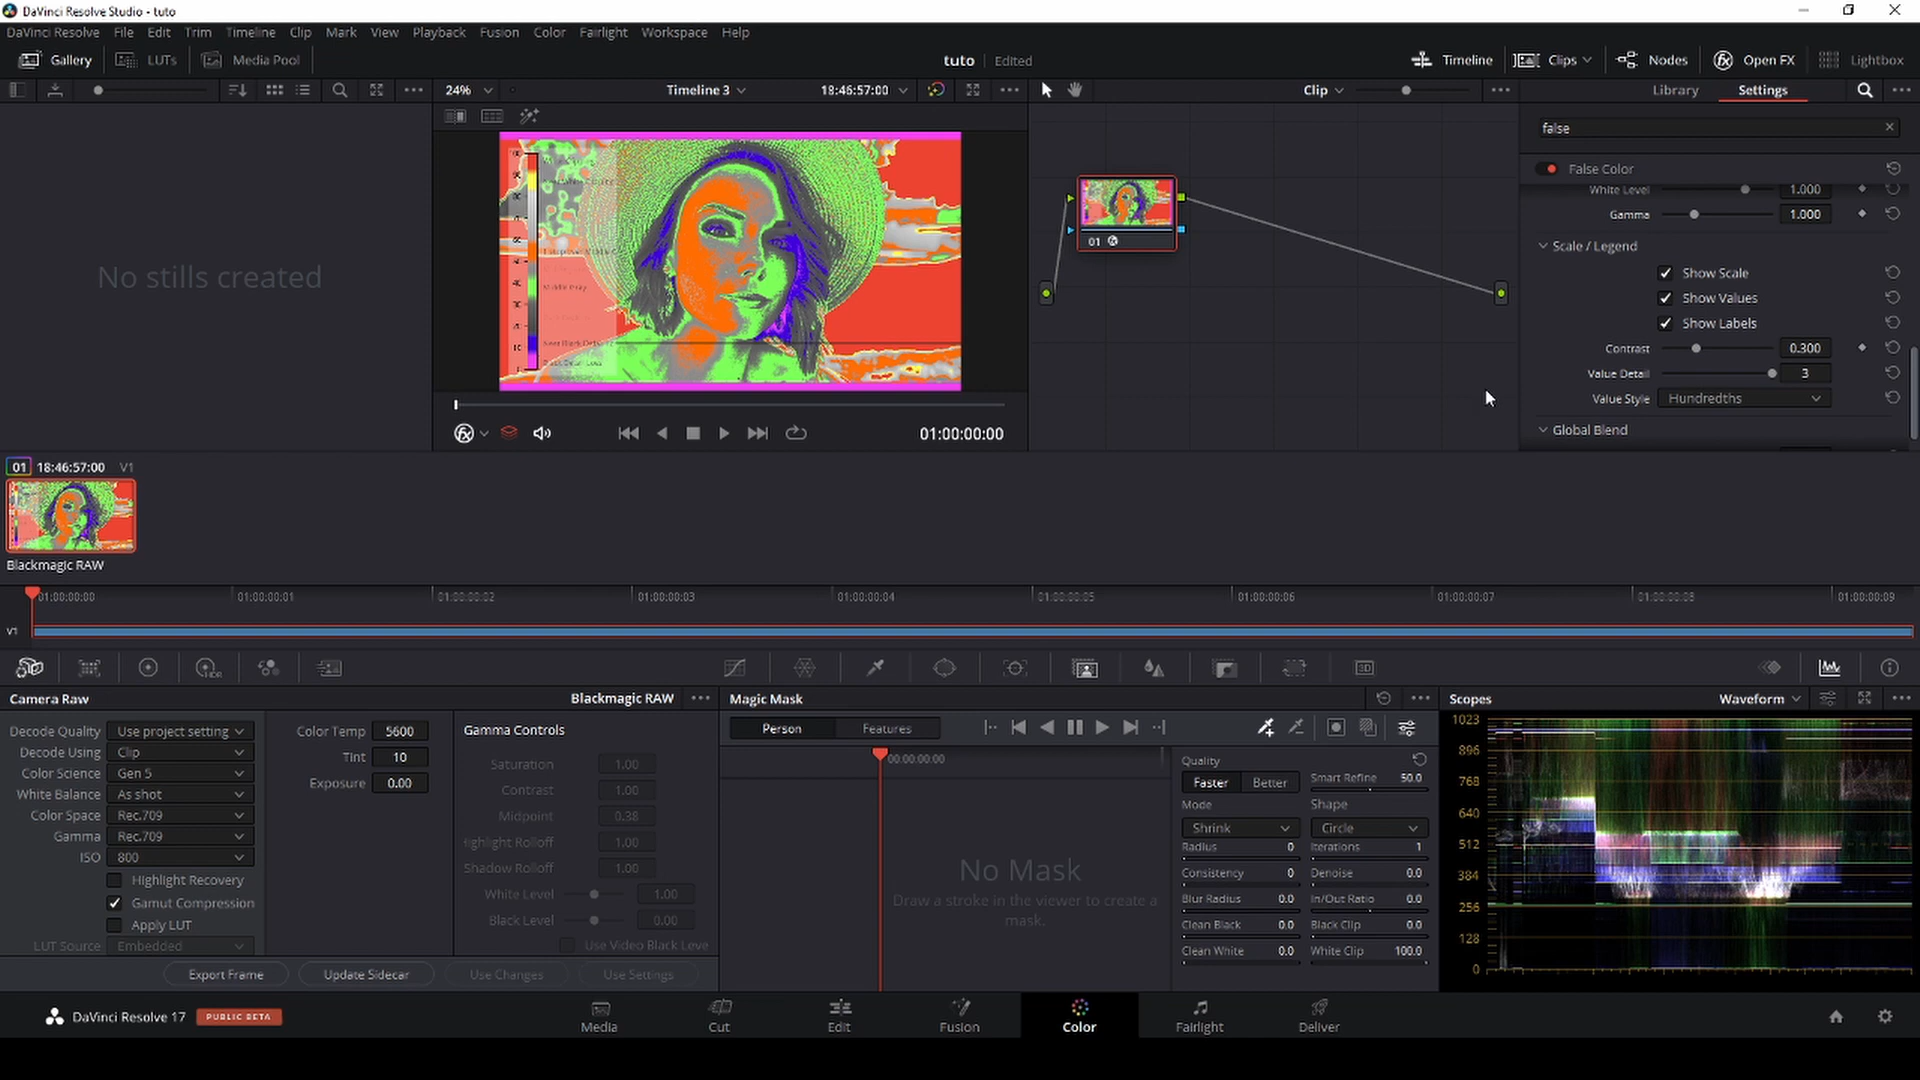 DaVinci Resolve Studio - tuto
DaVinci Resolve File Edit Trim Timeline Clip Mark View Playback Fusion Color Fairlight Workspace Help
Gallery LUTs Media Pool
tuto Edited
Timeline Clips Nodes Open FX Lightbox
24% Timeline 3 18:46:57:00
Clip
Library Settings
false
False Color
White Level 1.000
Gamma 1.000
Scale / Legend
Show Scale
Show Values
Show Labels
Contrast 0.300
Value Detail 3
Value Style Hundredths
Global Blend
No stills created
Middle Gray
01
01:00:00:00
01 18:46:57:00 V1
Blackmagic RAW
01:00:00:00 01:00:00:01 01:00:00:02 01:00:00:03 01:00:00:04 01:00:00:05 01:00:00:06 01:00:00:07 01:00:00:08 01:00:00:09
V1
HDR
3D
Camera Raw Blackmagic RAW
Decode Quality Use project setting
Decode Using Clip
Color Science Gen 5
White Balance As shot
Color Space Rec.709
Gamma Rec.709
ISO 800
Highlight Recovery
Gamut Compression
Apply LUT
LUT Source Embedded
Color Temp 5600
Tint 10
Exposure 0.00
Gamma Controls
Saturation 1.00
Contrast 1.00
Midpoint 0.38
Highlight Rolloff 1.00
Shadow Rolloff 1.00
White Level 1.00
Black Level 0.00
Use Video Black Leve
Export Frame Update Sidecar Use Changes Use Settings
Magic Mask
Person Features
00:00:00:00
No Mask
Draw a stroke in the viewer to create a
mask.
Quality
Faster Better Smart Refine 50.0
Mode Shape
Shrink Circle
Radius 0 Iterations 1
Consistency 0 Denoise 0.0
Blur Radius 0.0 In/Out Ratio 0.0
Clean Black 0.0 Black Clip 0.0
Clean White 0.0 White Clip 100.0
Scopes Waveform
1023
896
768
640
512
384
256
128
0
DaVinci Resolve 17 PUBLIC BETA
Media Cut Edit Fusion Color Fairlight Deliver